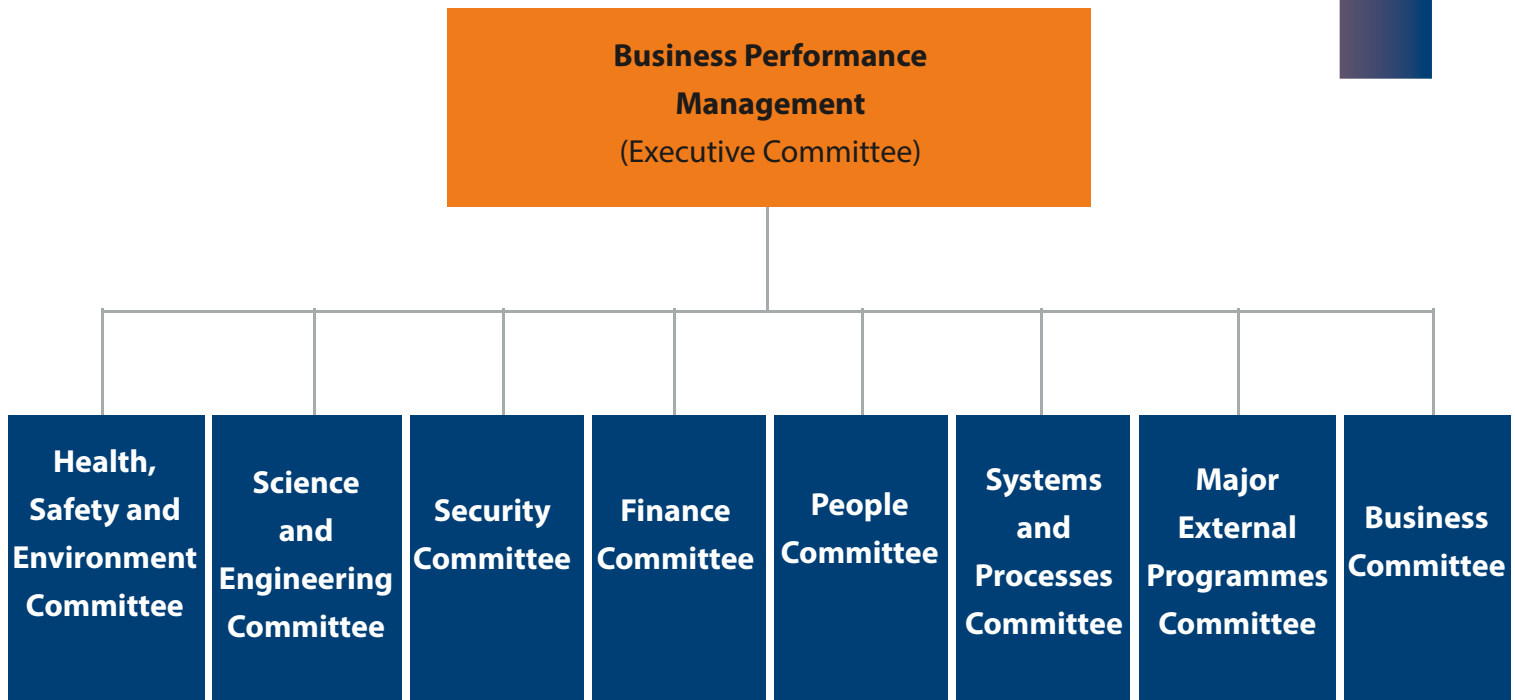 Business Performance
Management
(Executive Committee)
Health,
Safety and
Environment
Committee
Science
and
Engineering
Committee
Security
Committee
Finance
Committee
People
Committee
Systems
and
Processes
Committee
Major
External
Programmes
Committee
Business
Committee